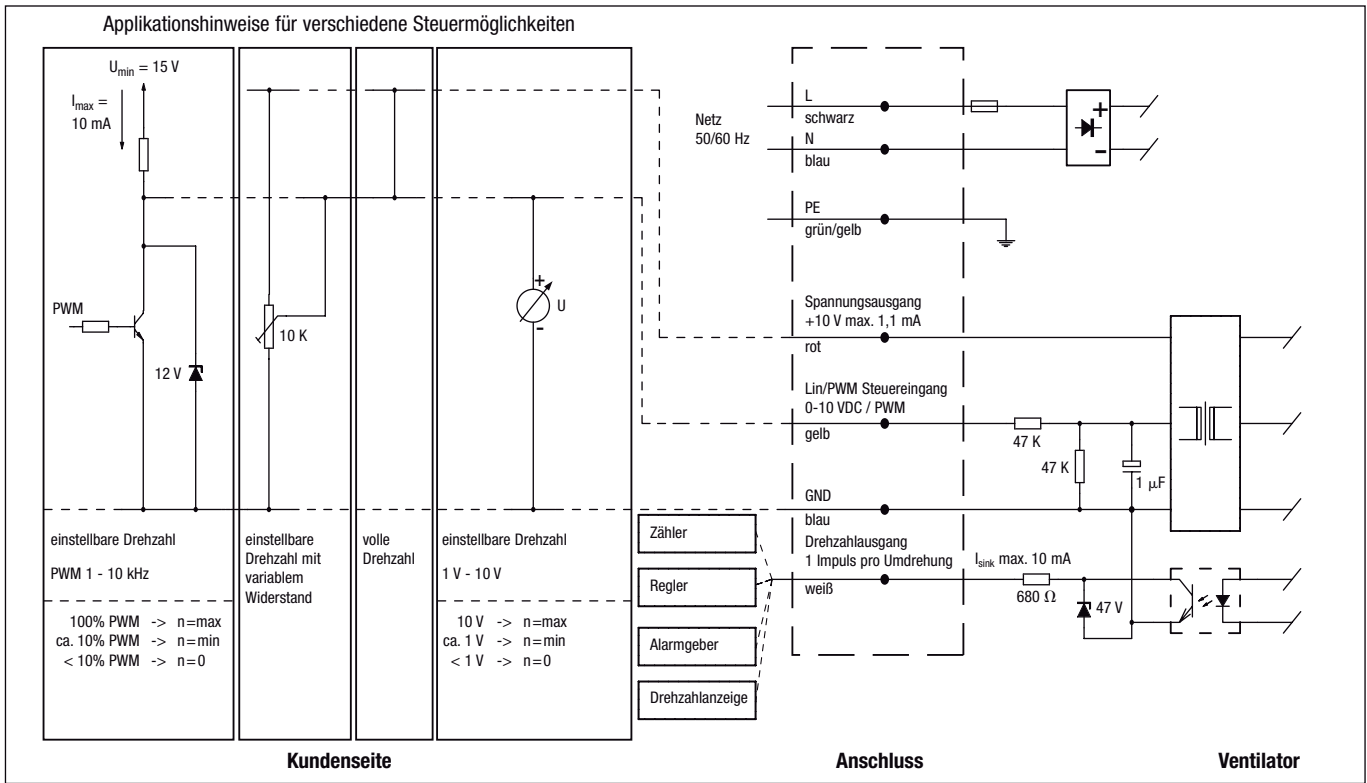 Applikationshinweise für verschiedene Steuermöglichkeiten
Umin = 15 V
Imax =
10 mA
PWM
12 V
einstellbare Drehzahl
PWM 1 - 10 kHz
100% PWM -> n=max
ca. 10% PWM -> n=min
< 10% PWM -> n=0
10 K
einstellbare
Drehzahl mit
variablem
Widerstand
volle
Drehzahl
+
U
-
einstellbare Drehzahl
1 V - 10 V
10 V -> n=max
ca. 1 V -> n=min
< 1 V -> n=0
Zähler
Regler
Alarmgeber
Drehzahlanzeige
Netz
50/60 Hz
L
schwarz
N
blau
PE
grün/gelb
Spannungsausgang
+10 V max. 1,1 mA
rot
Lin/PWM Steuereingang
0-10 VDC / PWM
gelb
GND
blau
Drehzahlausgang
1 Impuls pro Umdrehung
weiß
+
-
47 K
47 K
1 µF
Isink max. 10 mA
680 Ω
47 V
Kundenseite
Anschluss
Ventilator